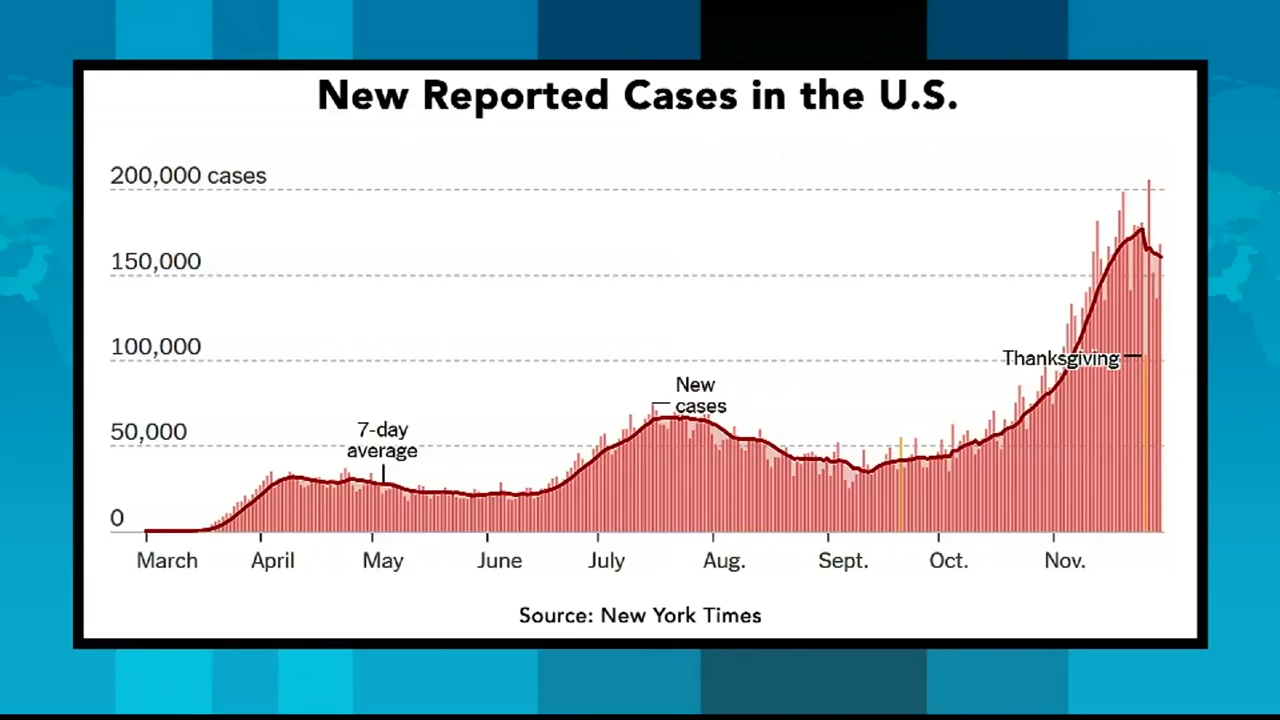 New Reported Cases in the U.S.
200,000 cases
150,000
100,000
Thanksgiving
New
cases
50,000
7-day
average
0
March April May June July Aug. Sept. Oct. Nov.
Source: New York Times